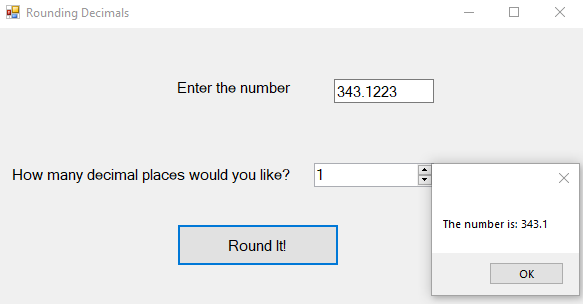 Rounding Decimals
Enter the number
343.1223
How many decimal places would you like?
1
The number is: 343.1
Round It!
OK